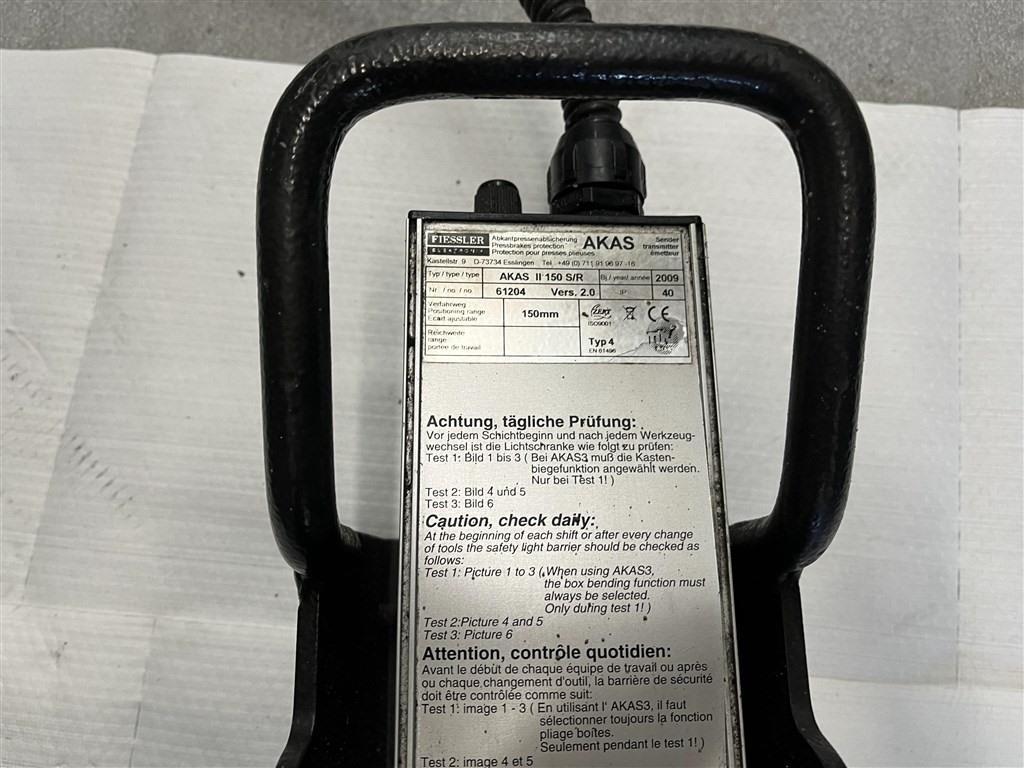 FIESSLER Abkantpressenabsicherung AKAS Sender
ELEKTRONIK Pressbrakes protection transmitter
Protection pour presses plieuses émetteur
Kastellstr. 9 D-73734 Esslingen Tel. +49 (0) 711 91 96 97 -16
Typ / type / type AKAS II 150 S/R Bj / year/ année 2009
Nr. / no / no 61204 Vers. 2.0 IP 40
Verfahrweg
Positioning range 150mm
Ecart ajustable
ISO9001
CE
Reichweite
range
portée de travail
Typ 4
EN 61496
Achtung, tägliche Prüfung:
Vor jedem Schichtbeginn und nach jedem Werkzeug-
wechsel ist die Lichtschranke wie folgt zu prüfen:
Test 1: Bild 1 bis 3 ( Bei AKAS3 muß die Kasten-
biegefunktion angewählt werden.
Nur bei Test 1! )
Test 2: Bild 4 und 5
Test 3: Bild 6
Caution, check daily:
At the beginning of each shift or after every change
of tools the safety light barrier should be checked as
follows:
Test 1: Picture 1 to 3 ( When using AKAS3,
the box bending function must
always be selected.
Only during test 1! )
Test 2:Picture 4 and 5
Test 3: Picture 6
Attention, contrôle quotidien:
Avant le début de chaque équipe de travail ou après
ou chaque changement d'outil, la barrière de sécurité
doit être contrôlée comme suit:
Test 1: image 1 - 3 ( En utilisant l' AKAS3, il faut
sélectionner toujours la fonction
pliage boîtes.
Seulement pendant le test 1! )
Test 2: image 4 et 5